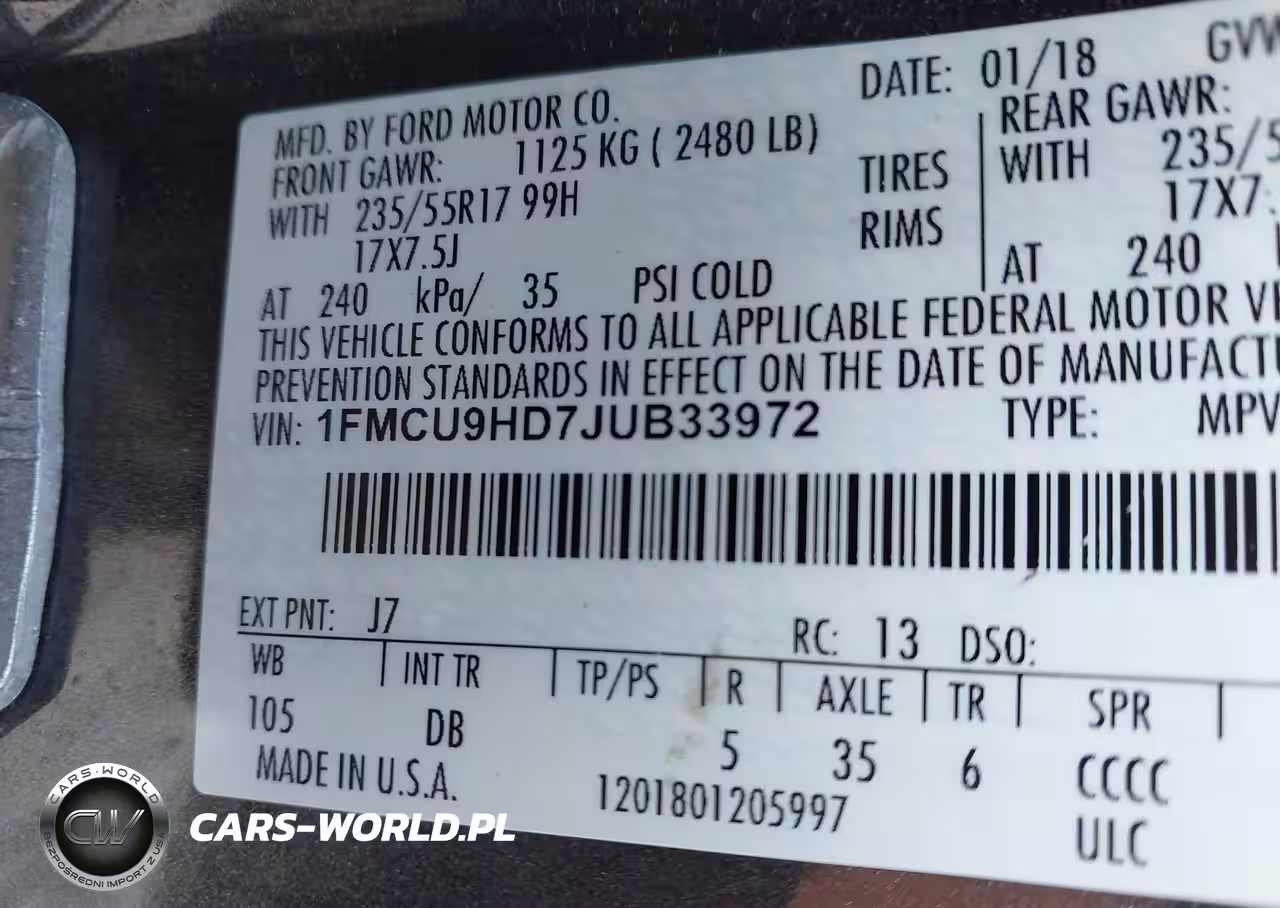 DATE: 01/18
MFD. BY FORD MOTOR CO.
FRONT GAWR: 1125 KG ( 2480 LB)
REAR GAWR:
WITH 235/55R17 99H TIRES WITH
17X7.5J RIMS 17X7
AT 240 kPa/ 35 PSI COLD AT 240
THIS VEHICLE CONFORMS TO ALL APPLICABLE FEDERAL MOTOR
PREVENTION STANDARDS IN EFFECT ON THE DATE OF
VIN: 1FMCU9HD7JUB33972 TYPE: MPV
EXT PNT: J7 RC: 13 DSO:
WB INT TR TP/PS R AXLE TR SPR
105 DB 5 35 6 CCCC
MADE IN U.S.A. 1201801205997 ULC
CARS-WORLD
CW
BEZPOŚREDNI IMPORT Z USA
CARS-WORLD.PL